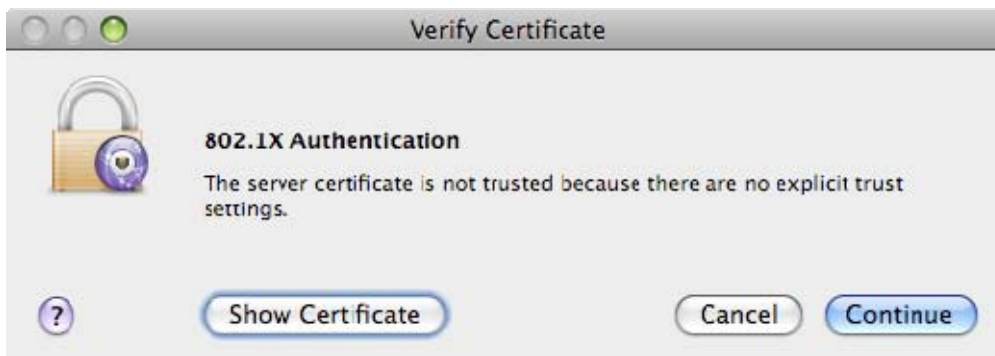 Verify Certificate
802.1X Authentication
The server certificate is not trusted because there are no explicit trust
settings.
?
Show Certificate
Cancel
Continue